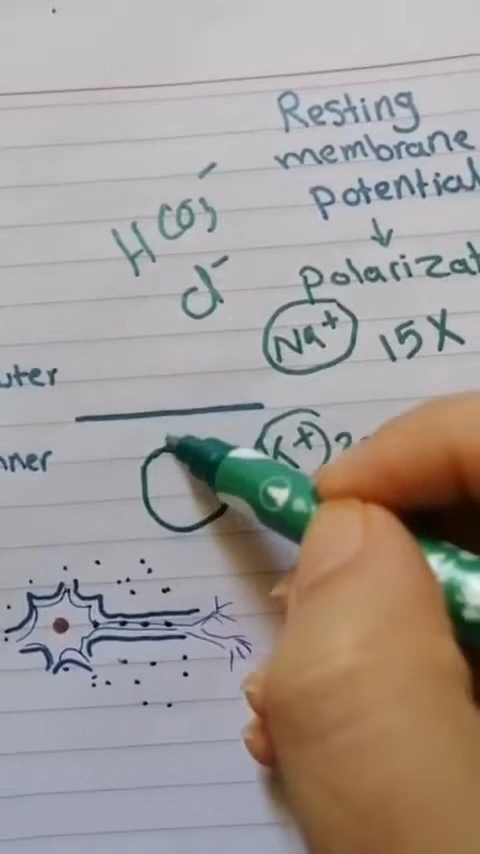 Resting
membrane
potential
↓
polarizat
HCO3⁻
Cl⁻
Na⁺ 15X
uter
nner
K⁺